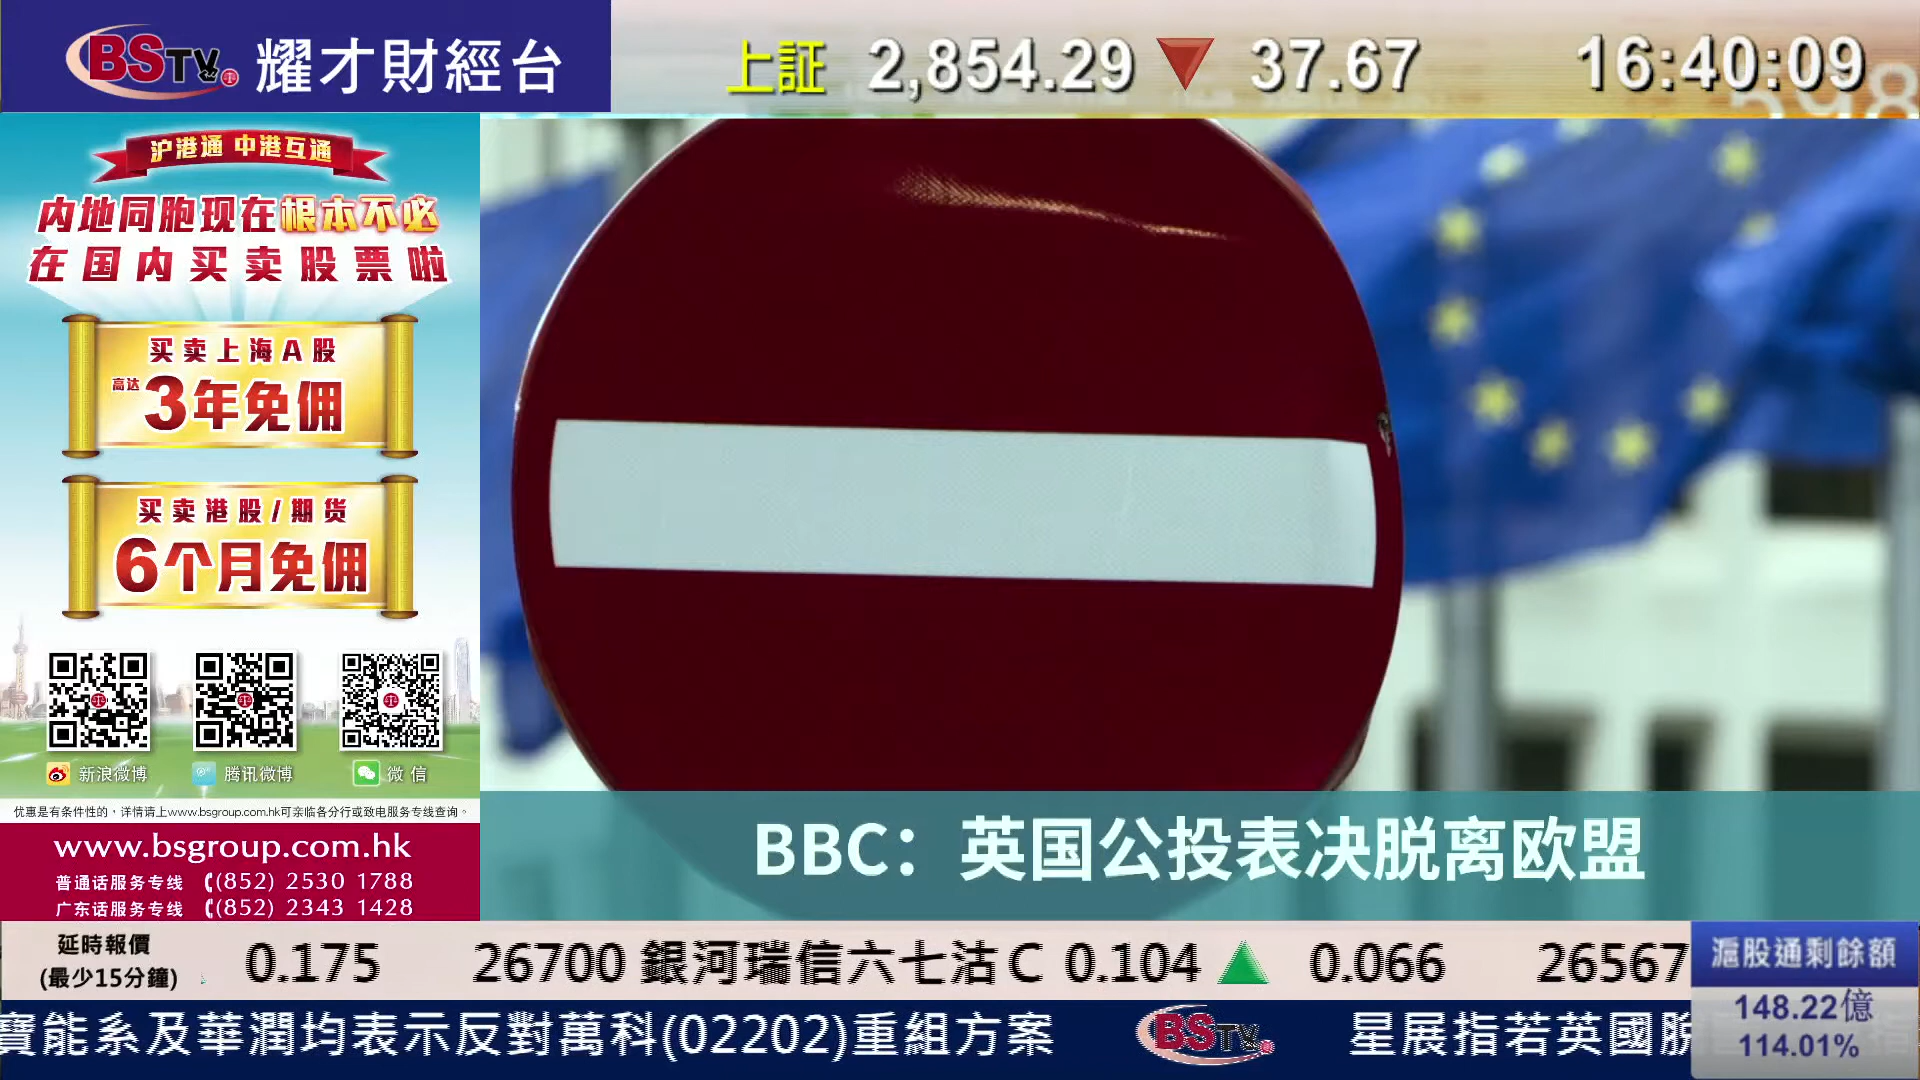 BSTV 耀才財經台
上証 2,854.29 ▼ 37.67 16:40:09
沪港通 中港互通
内地同胞现在根本不必
在国内买卖股票啦
买卖上海A股
高达3年免佣
买卖港股/期货
6个月免佣
新浪微博 腾讯微博 微信
优惠是有条件性的，详情请上www.bsgroup.com.hk可亲临各分行或致电服务专线查询。
www.bsgroup.com.hk
普通话服务专线 (852) 2530 1788
广东话服务专线 (852) 2343 1428
BBC：英国公投表决脱离欧盟
延時報價
(最少15分鐘)
0.175 26700 銀河瑞信六七沽C 0.104 ▲ 0.066 26567
滬股通剩餘額
148.22億
114.01%
寶能系及華潤均表示反對萬科(02202)重組方案 BSTV 星展指若英國脫